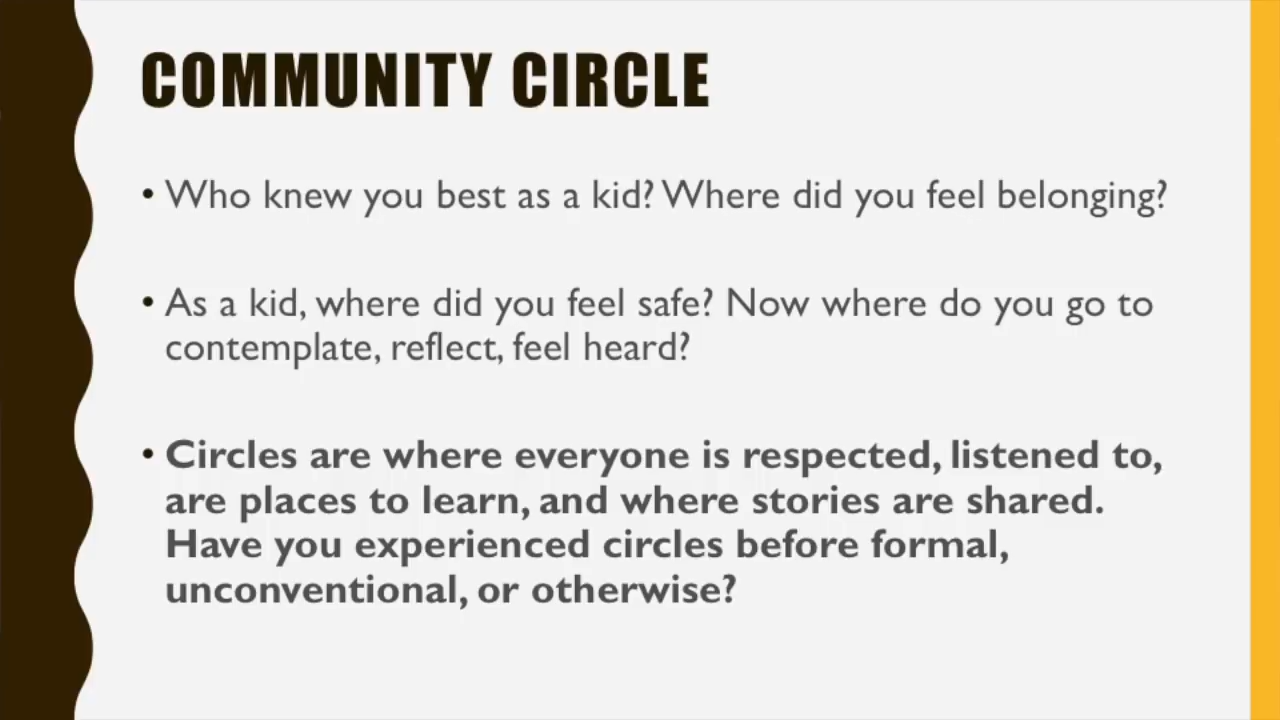 COMMUNITY CIRCLE
• Who knew you best as a kid? Where did you feel belonging?
• As a kid, where did you feel safe? Now where do you go to
contemplate, reflect, feel heard?
• Circles are where everyone is respected, listened to,
are places to learn, and where stories are shared.
Have you experienced circles before formal,
unconventional, or otherwise?